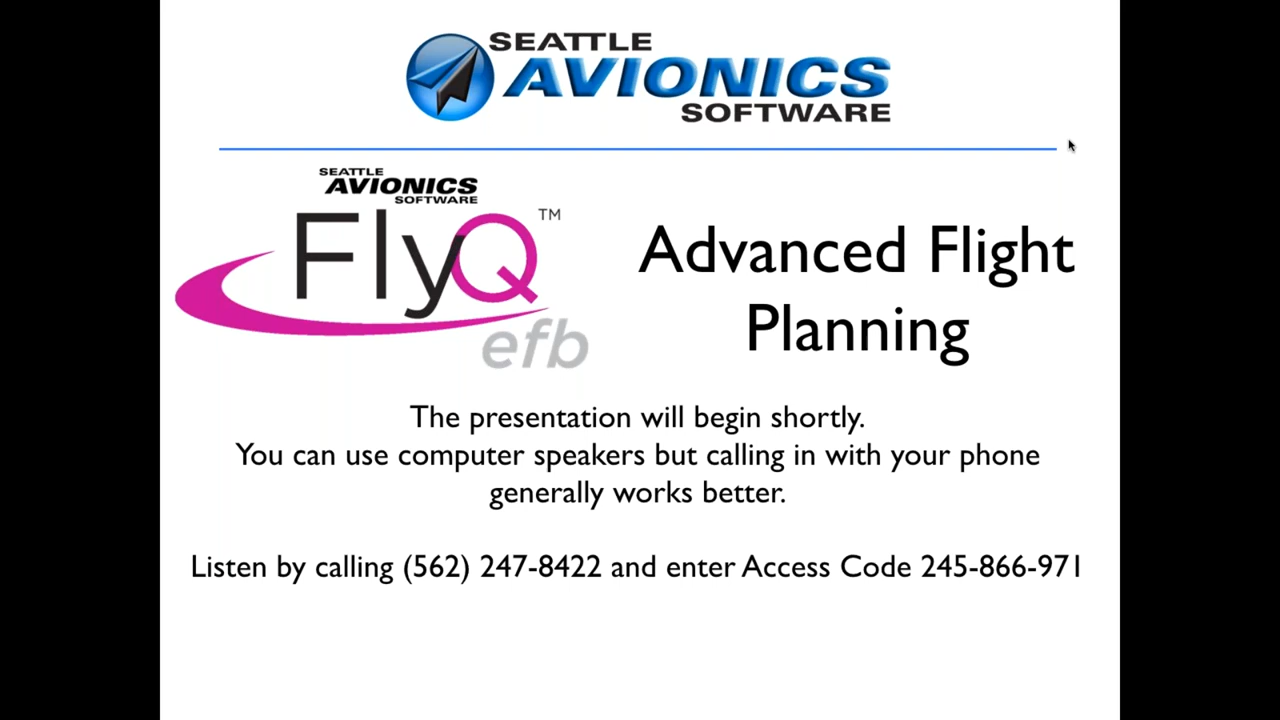 SEATTLE
AVIONICS
SOFTWARE
SEATTLE
AVIONICS
SOFTWARE
FlyQ™
efb
Advanced Flight
Planning
The presentation will begin shortly.
You can use computer speakers but calling in with your phone
generally works better.
Listen by calling (562) 247-8422 and enter Access Code 245-866-971